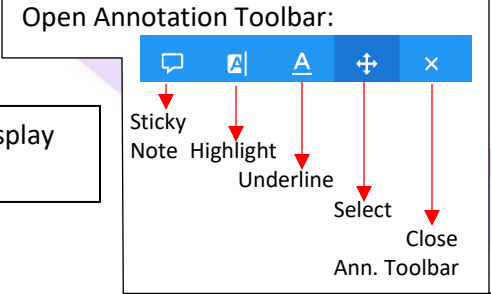 Open Annotation Toolbar:
A A
splay
Sticky
Note Highlight
Underline
Select
Close
Ann. Toolbar